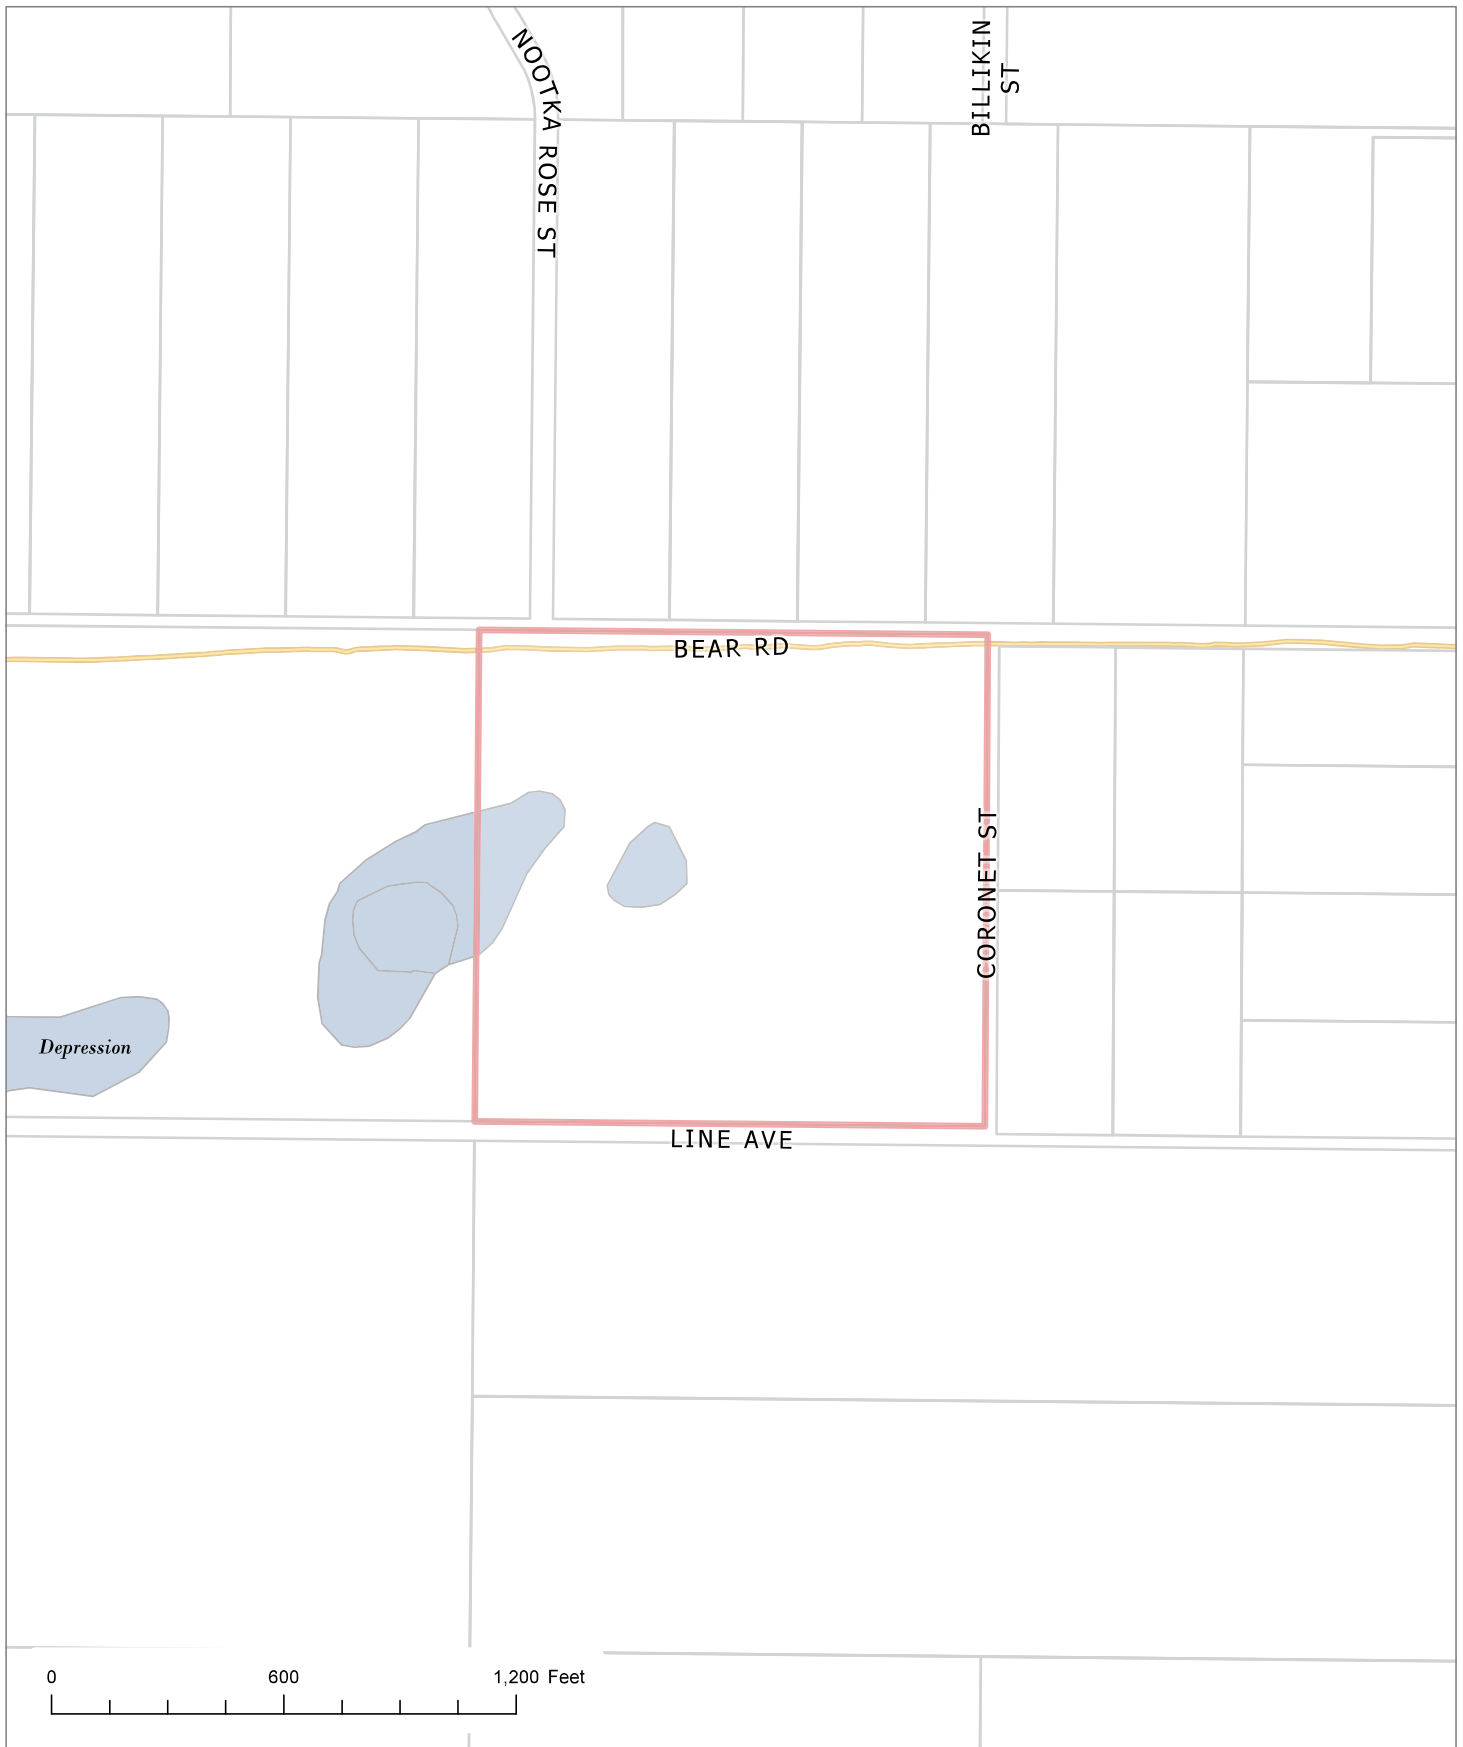 NOOTKA ROSE ST
BILLIKIN
ST
BEAR RD
CORONET ST
Depression
LINE AVE
0 600 1,200 Feet